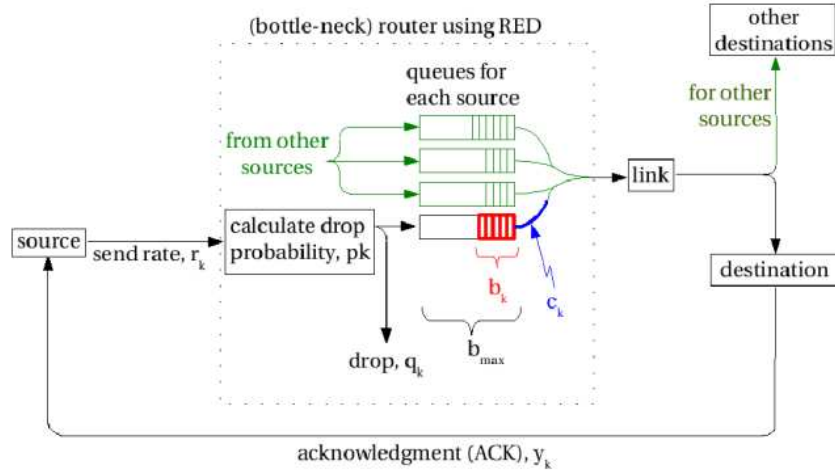 (bottle-neck) router using RED
other
destinations
queues for
each source
for other
sources
from other
sources
link
source
send rate, r_k
calculate drop
probability, pk
b_k
c_k
destination
b_max
drop, q_k
acknowledgment (ACK), y_k